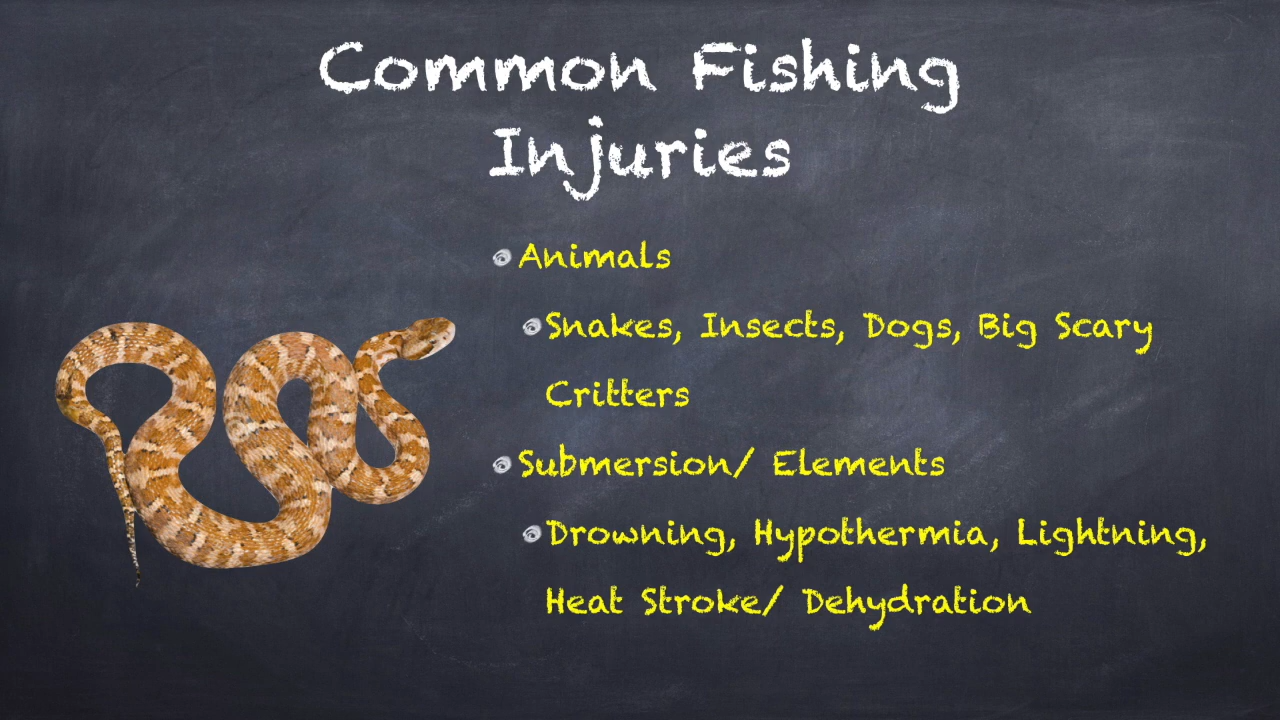 Common Fishing
Injuries
Animals
Snakes, Insects, Dogs, Big Scary
Critters
Submersion/ Elements
Drowning, Hypothermia, Lightning,
Heat Stroke/ Dehydration